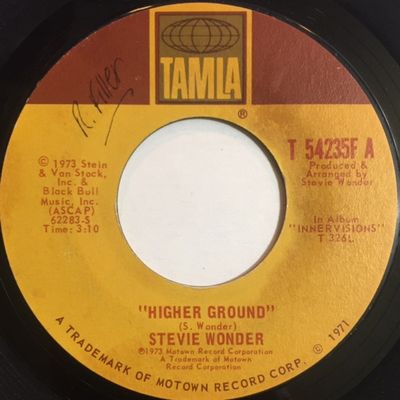 TAMLA
®
R. Aller
T 54235F A
Produced &
Arranged by
Stevie Wonder
© 1973 Stein
& Van Stock,
Inc. &
Black Bull
Music, Inc.
(ASCAP)
62283-S
Time: 3:10
In Album
"INNERVISIONS"
T 326L
"HIGHER GROUND"
(S. Wonder)
STEVIE WONDER
℗1973 Motown Record Corporation
A Trademark of Motown
Record Corporation
A TRADEMARK OF MOTOWN RECORD CORP. © 1971